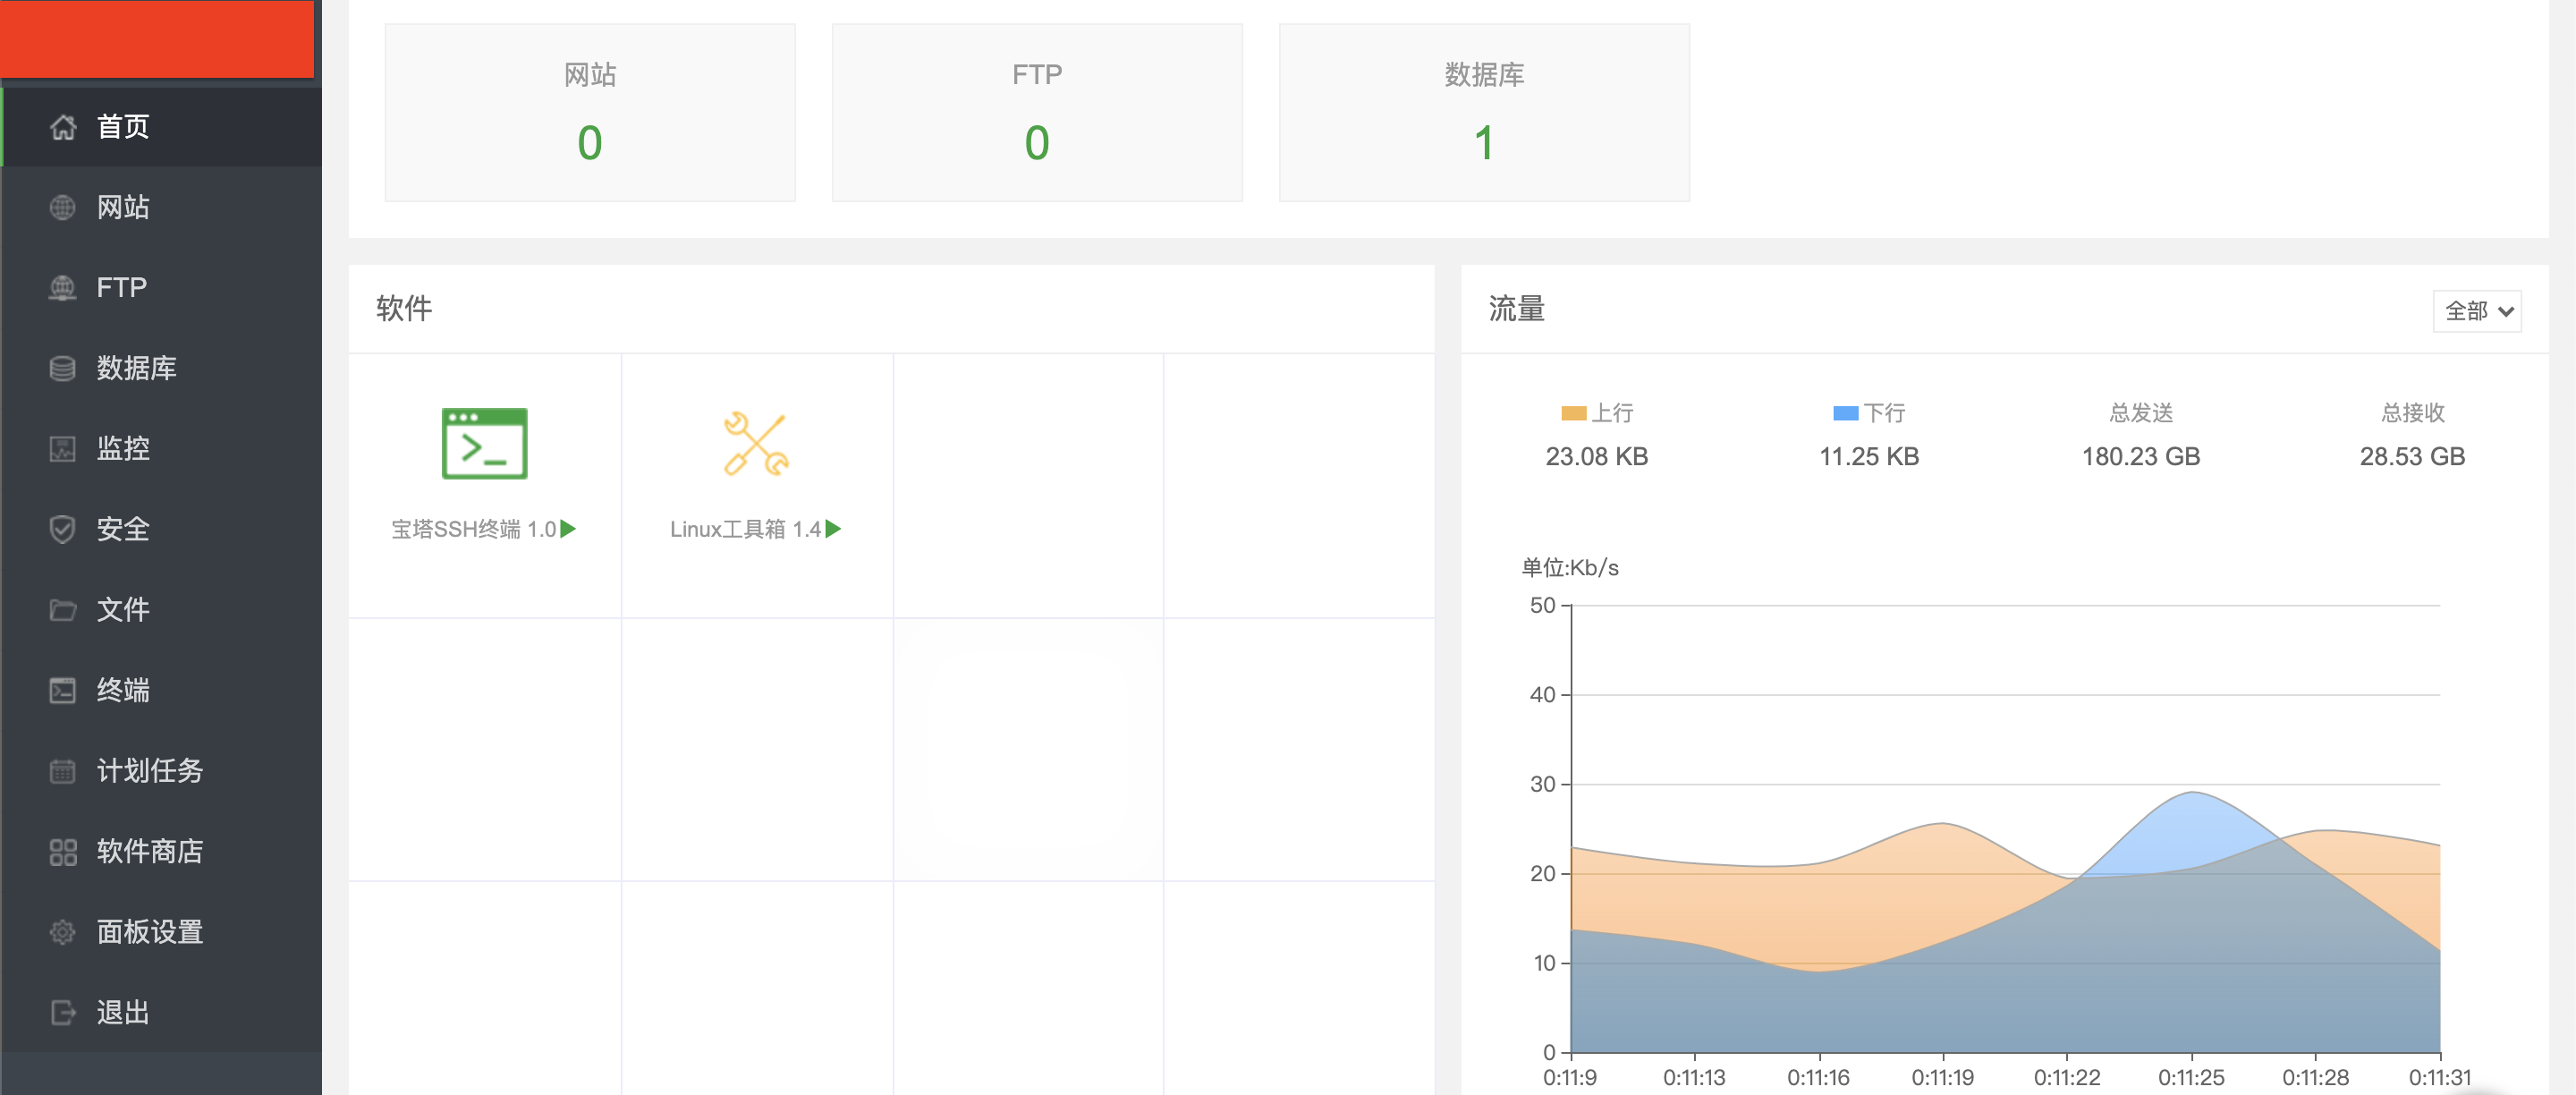 首页
网站
FTP
数据库
监控
安全
文件
终端
计划任务
软件商店
面板设置
退出
网站
0
FTP
0
数据库
1
软件
宝塔SSH终端 1.0
Linux工具箱 1.4
流量
全部
上行
23.08 KB
下行
11.25 KB
总发送
180.23 GB
总接收
28.53 GB
单位:Kb/s
50
40
30
20
10
0
0:11:9 0:11:13 0:11:16 0:11:19 0:11:22 0:11:25 0:11:28 0:11:31